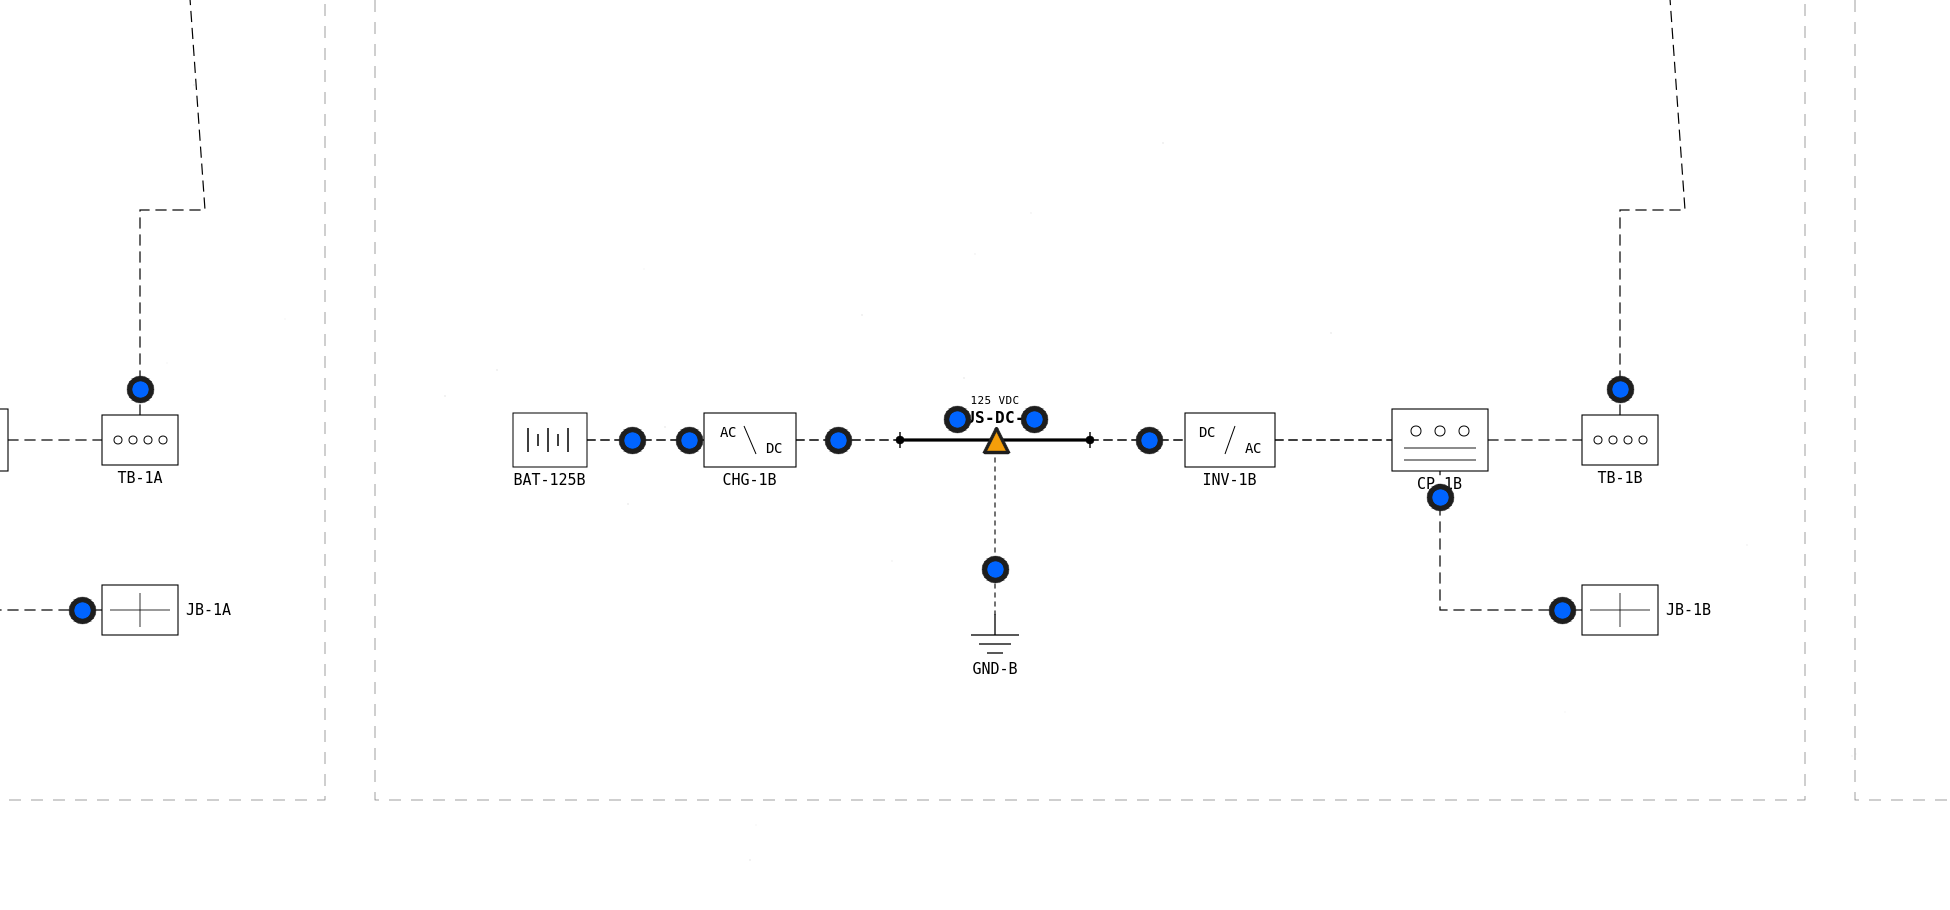 125 VDC
AC
DC
DC
AC
BAT-125B
CHG-1B
INV-1B
TB-1A
TB-1B
JB-1A
JB-1B
GND-B